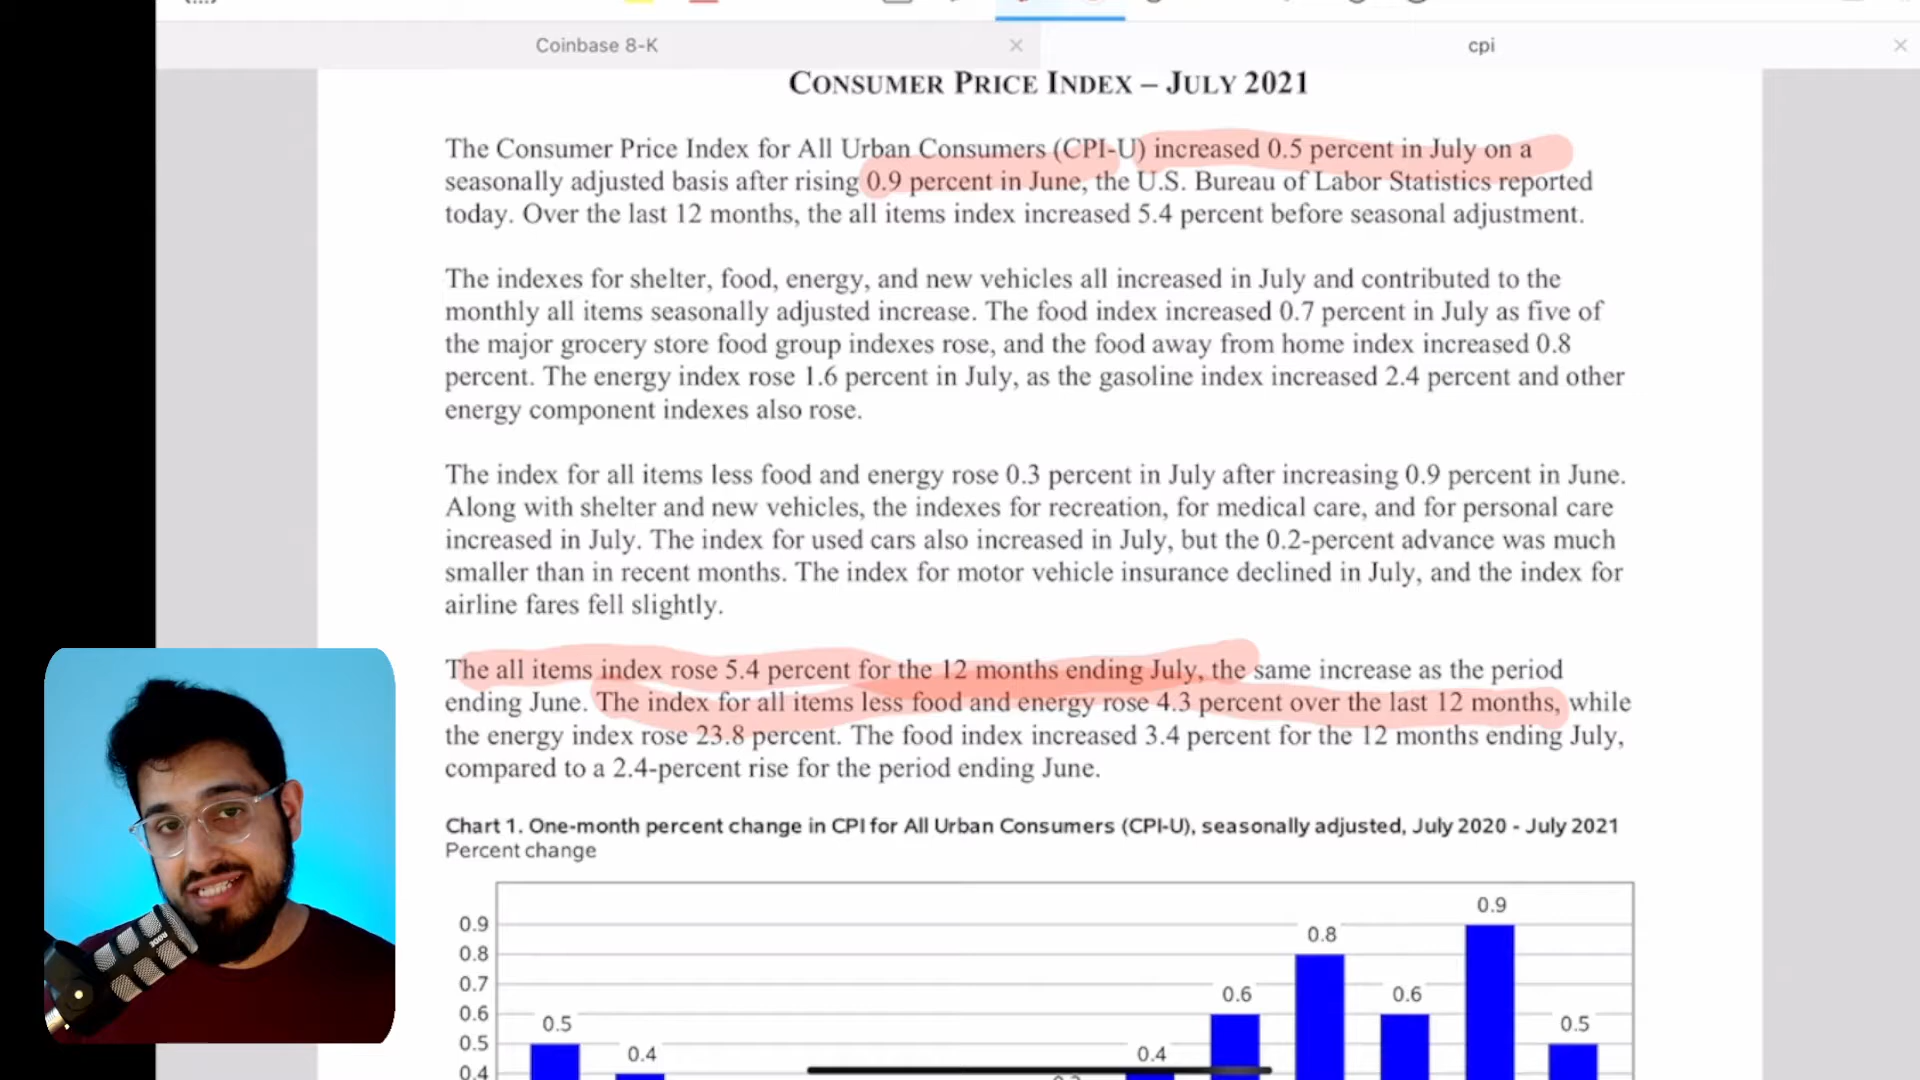 Coinbase 8-K
cpi
CONSUMER PRICE INDEX – JULY 2021
The Consumer Price Index for All Urban Consumers (CPI-U) increased 0.5 percent in July on a
seasonally adjusted basis after rising 0.9 percent in June, the U.S. Bureau of Labor Statistics reported
today. Over the last 12 months, the all items index increased 5.4 percent before seasonal adjustment.
The indexes for shelter, food, energy, and new vehicles all increased in July and contributed to the
monthly all items seasonally adjusted increase. The food index increased 0.7 percent in July as five of
the major grocery store food group indexes rose, and the food away from home index increased 0.8
percent. The energy index rose 1.6 percent in July, as the gasoline index increased 2.4 percent and other
energy component indexes also rose.
The index for all items less food and energy rose 0.3 percent in July after increasing 0.9 percent in June.
Along with shelter and new vehicles, the indexes for recreation, for medical care, and for personal care
increased in July. The index for used cars also increased in July, but the 0.2-percent advance was much
smaller than in recent months. The index for motor vehicle insurance declined in July, and the index for
airline fares fell slightly.
The all items index rose 5.4 percent for the 12 months ending July, the same increase as the period
ending June. The index for all items less food and energy rose 4.3 percent over the last 12 months, while
the energy index rose 23.8 percent. The food index increased 3.4 percent for the 12 months ending July,
compared to a 2.4-percent rise for the period ending June.
Chart 1. One-month percent change in CPI for All Urban Consumers (CPI-U), seasonally adjusted, July 2020 - July 2021
Percent change
0.9
0.9
0.8
0.8
0.7
0.6
0.6
0.6
0.5
0.5
0.5
0.4
0.4
0.4
RODE